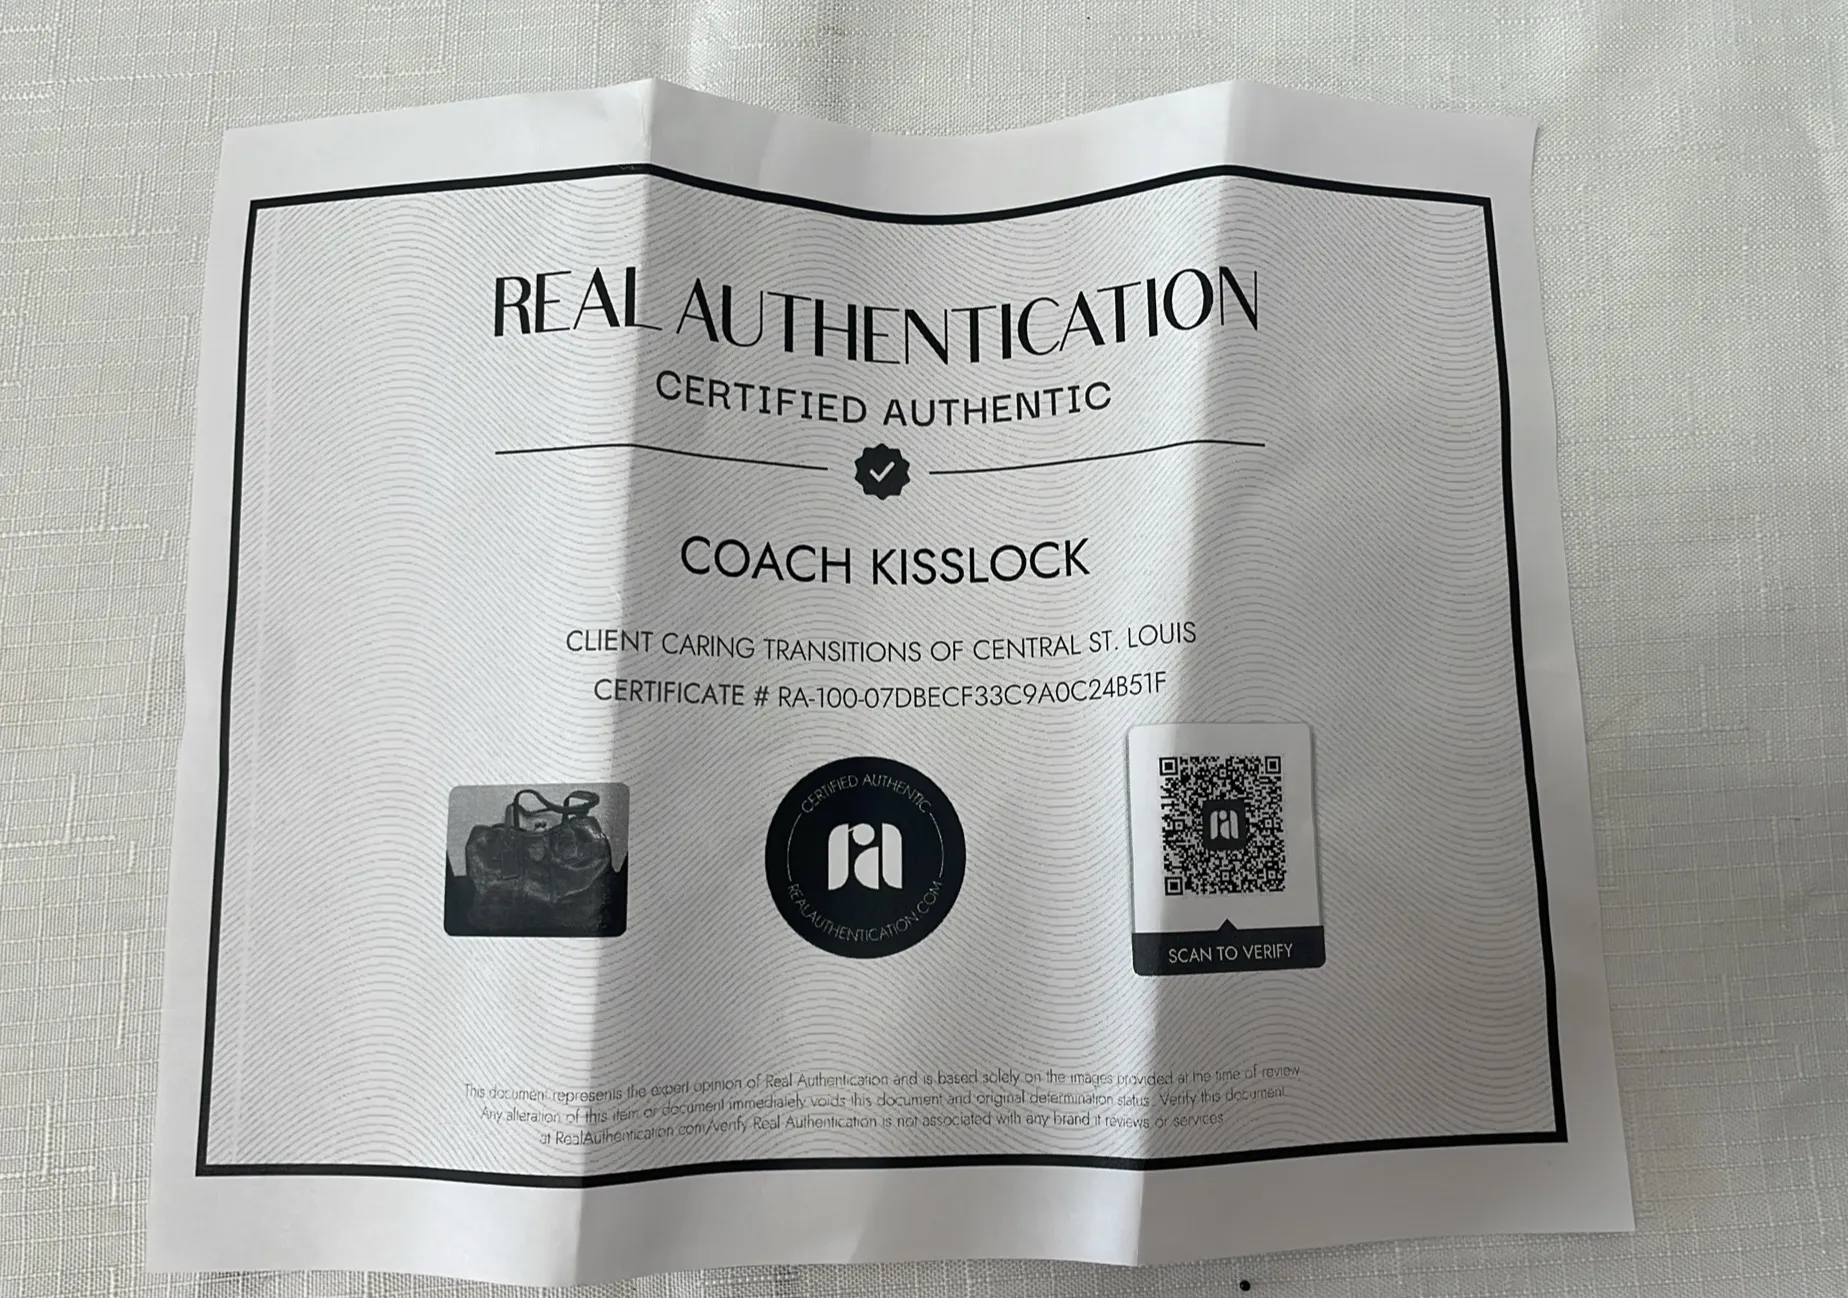 REAL AUTHENTICATION
CERTIFIED AUTHENTIC
COACH KISSLOCK
CLIENT CARING TRANSITIONS OF CENTRAL ST. LOUIS
CERTIFICATE # RA-100-07DBECF33C9A0C24B51F
CERTIFIED AUTHENTIC
ra
REALAUTHENTICATION.COM
ra
SCAN TO VERIFY
This document represents the expert opinion of Real Authentication and is based solely on the images provided at the time of review.
Any alteration of this item or document immediately voids this document and original determination status. Verify this document
at RealAuthentication.com/verify Real Authentication is not associated with any brand it reviews or services.